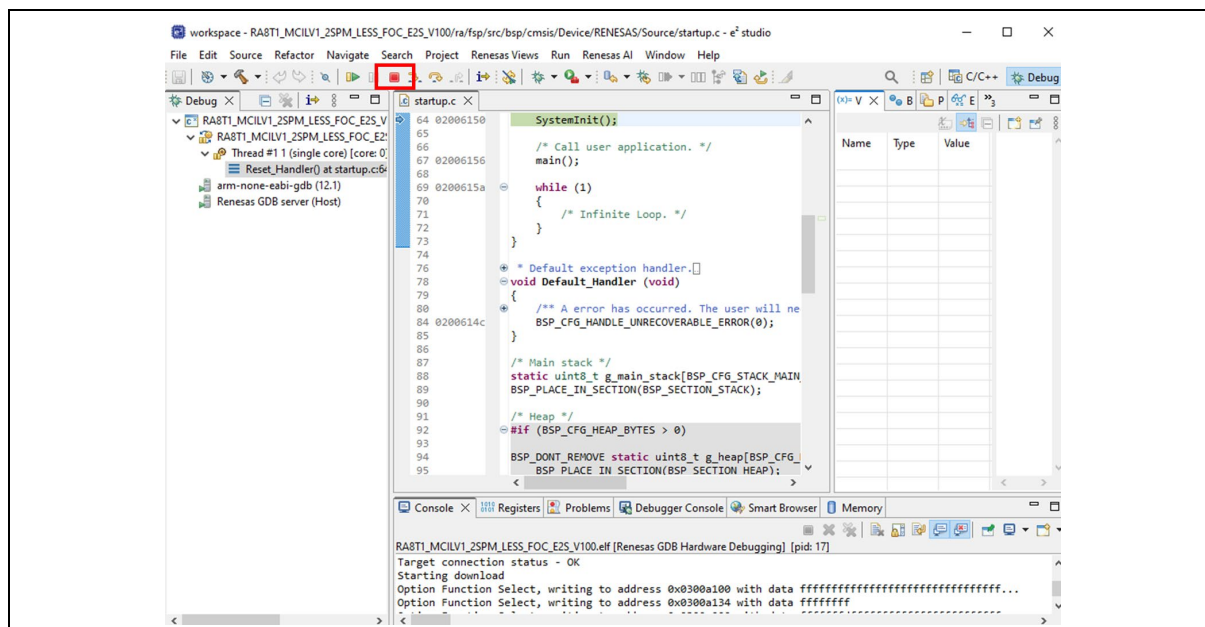 workspace - RA8T1_MCILV1_2SPM_LESS_FOC_E2S_V100/ra/fsp/src/bsp/cmsis/Device/RENESAS/Source/startup.c - e² studio
File Edit Source Refactor Navigate Search Project Renesas Views Run Renesas AI Window Help
C/C++ Debug
Debug
RA8T1_MCILV1_2SPM_LESS_FOC_E2S_V
RA8T1_MCILV1_2SPM_LESS_FOC_E2
Thread #1 1 (single core) [core: 0]
Reset_Handler() at startup.c:64
arm-none-eabi-gdb (12.1)
Renesas GDB server (Host)
startup.c
64 02006150 SystemInit();
65
66 /* Call user application. */
67 02006156 main();
68
69 0200615a while (1)
70 {
71 /* Infinite Loop. */
72 }
73 }
74
76 * Default exception handler.
78 void Default_Handler (void)
79 {
80 /** A error has occurred. The user will ne
84 0200614c BSP_CFG_HANDLE_UNRECOVERABLE_ERROR(0);
85 }
86
87 /* Main stack */
88 static uint8_t g_main_stack[BSP_CFG_STACK_MAIN_
89 BSP_PLACE_IN_SECTION(BSP_SECTION_STACK);
90
91 /* Heap */
92 #if (BSP_CFG_HEAP_BYTES > 0)
93
94 BSP_DONT_REMOVE static uint8_t g_heap[BSP_CFG_
95 BSP_PLACE_IN_SECTION(BSP_SECTION_HEAP);
(x)= V B P E »3
Name Type Value
Console Registers Problems Debugger Console Smart Browser Memory
RA8T1_MCILV1_2SPM_LESS_FOC_E2S_V100.elf [Renesas GDB Hardware Debugging] [pid: 17]
Target connection status - OK
Starting download
Option Function Select, writing to address 0x0300a100 with data ffffffffffffffffffffffffffffffff...
Option Function Select, writing to address 0x0300a134 with data ffffffff